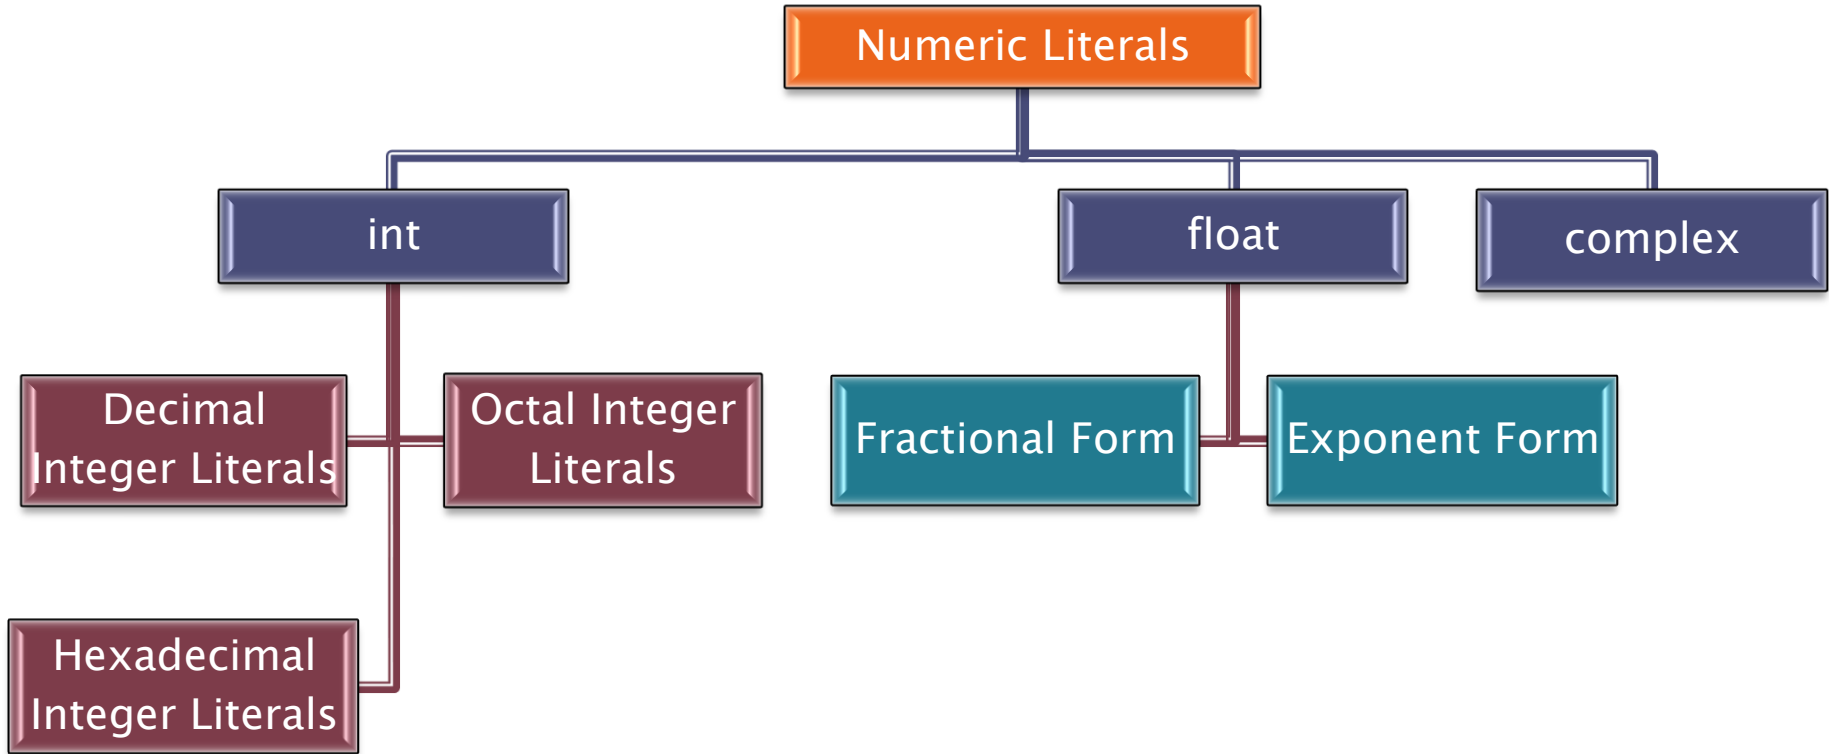 Numeric Literals
int
float
complex
Decimal
Integer Literals
Octal Integer
Literals
Fractional Form
Exponent Form
Hexadecimal
Integer Literals